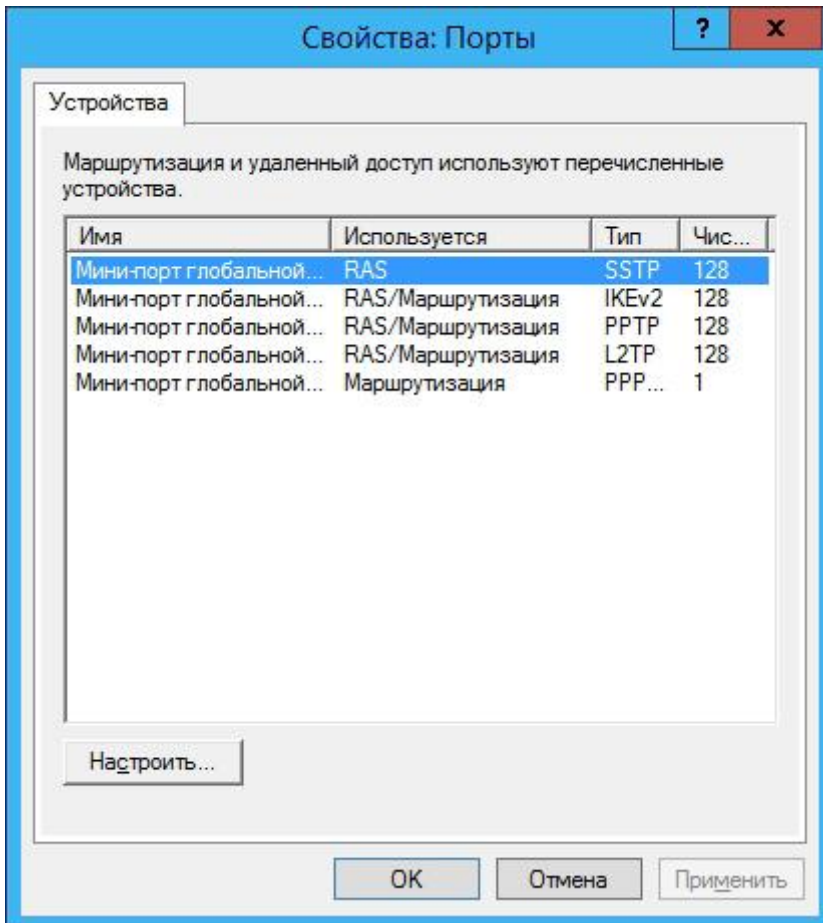 Свойства: Порты
? x
Устройства
Маршрутизация и удаленный доступ используют перечисленные
устройства.
Имя Используется Тип Чис...
Мини-порт глобальной... RAS SSTP 128
Мини-порт глобальной... RAS/Маршрутизация IKEv2 128
Мини-порт глобальной... RAS/Маршрутизация PPTP 128
Мини-порт глобальной... RAS/Маршрутизация L2TP 128
Мини-порт глобальной... Маршрутизация PPP... 1
Настроить...
OK Отмена Применить